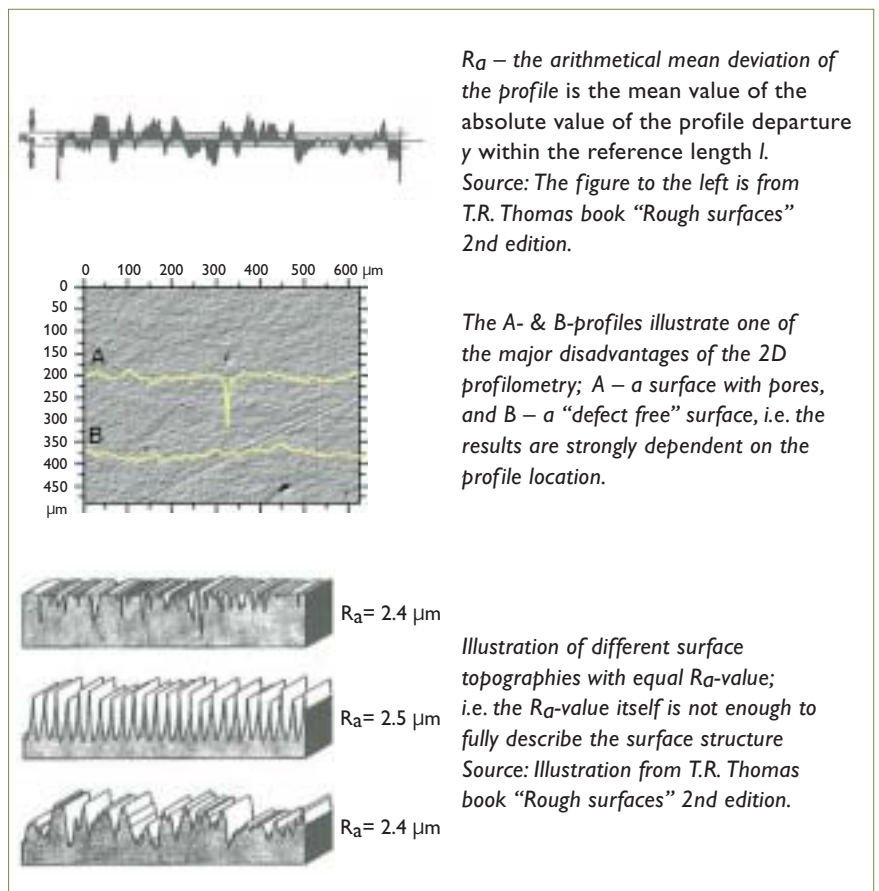 Ra – the arithmetical mean deviation of
the profile is the mean value of the
absolute value of the profile departure
y within the reference length l.
Source: The figure to the left is from
T.R. Thomas book “Rough surfaces”
2nd edition.
0 100 200 300 400 500 600 µm
0
50
100
150
200
250
300
350
400
450
µm
A
B
The A- & B-profiles illustrate one of
the major disadvantages of the 2D
profilometry; A – a surface with pores,
and B – a “defect free” surface, i.e. the
results are strongly dependent on the
profile location.
Ra= 2.4 µm
Ra= 2.5 µm
Ra= 2.4 µm
Illustration of different surface
topographies with equal Ra-value;
i.e. the Ra-value itself is not enough to
fully describe the surface structure
Source: Illustration from T.R. Thomas
book “Rough surfaces” 2nd edition.